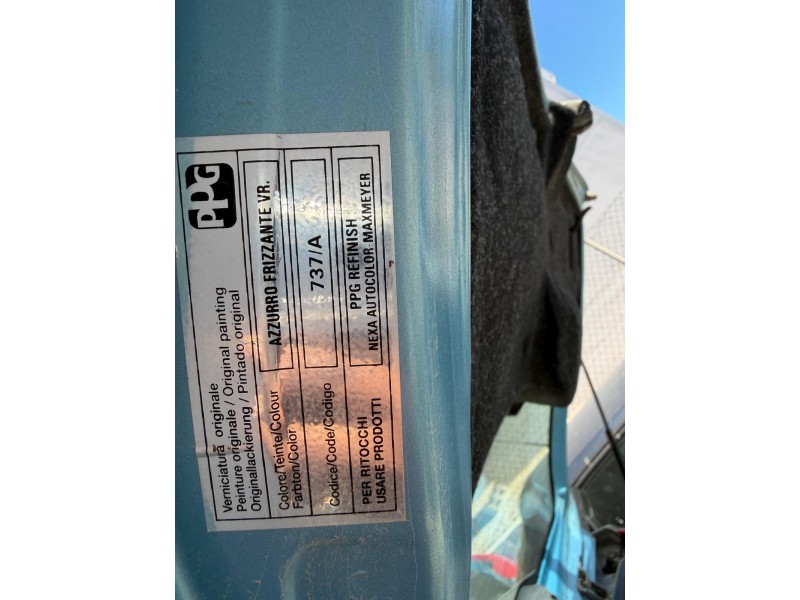 PPG
Verniciatura originale
Peinture originale / Original painting
Originallackierung / Pintado original
Colore/Teinte/Colour
Farbton/Color
AZZURRO FRIZZANTE VR.
Codice/Code/Codigo
737/A
PER RITOCCHI
USARE PRODOTTI
PPG REFINISH
NEXA AUTOCOLOR-MAXMEYER